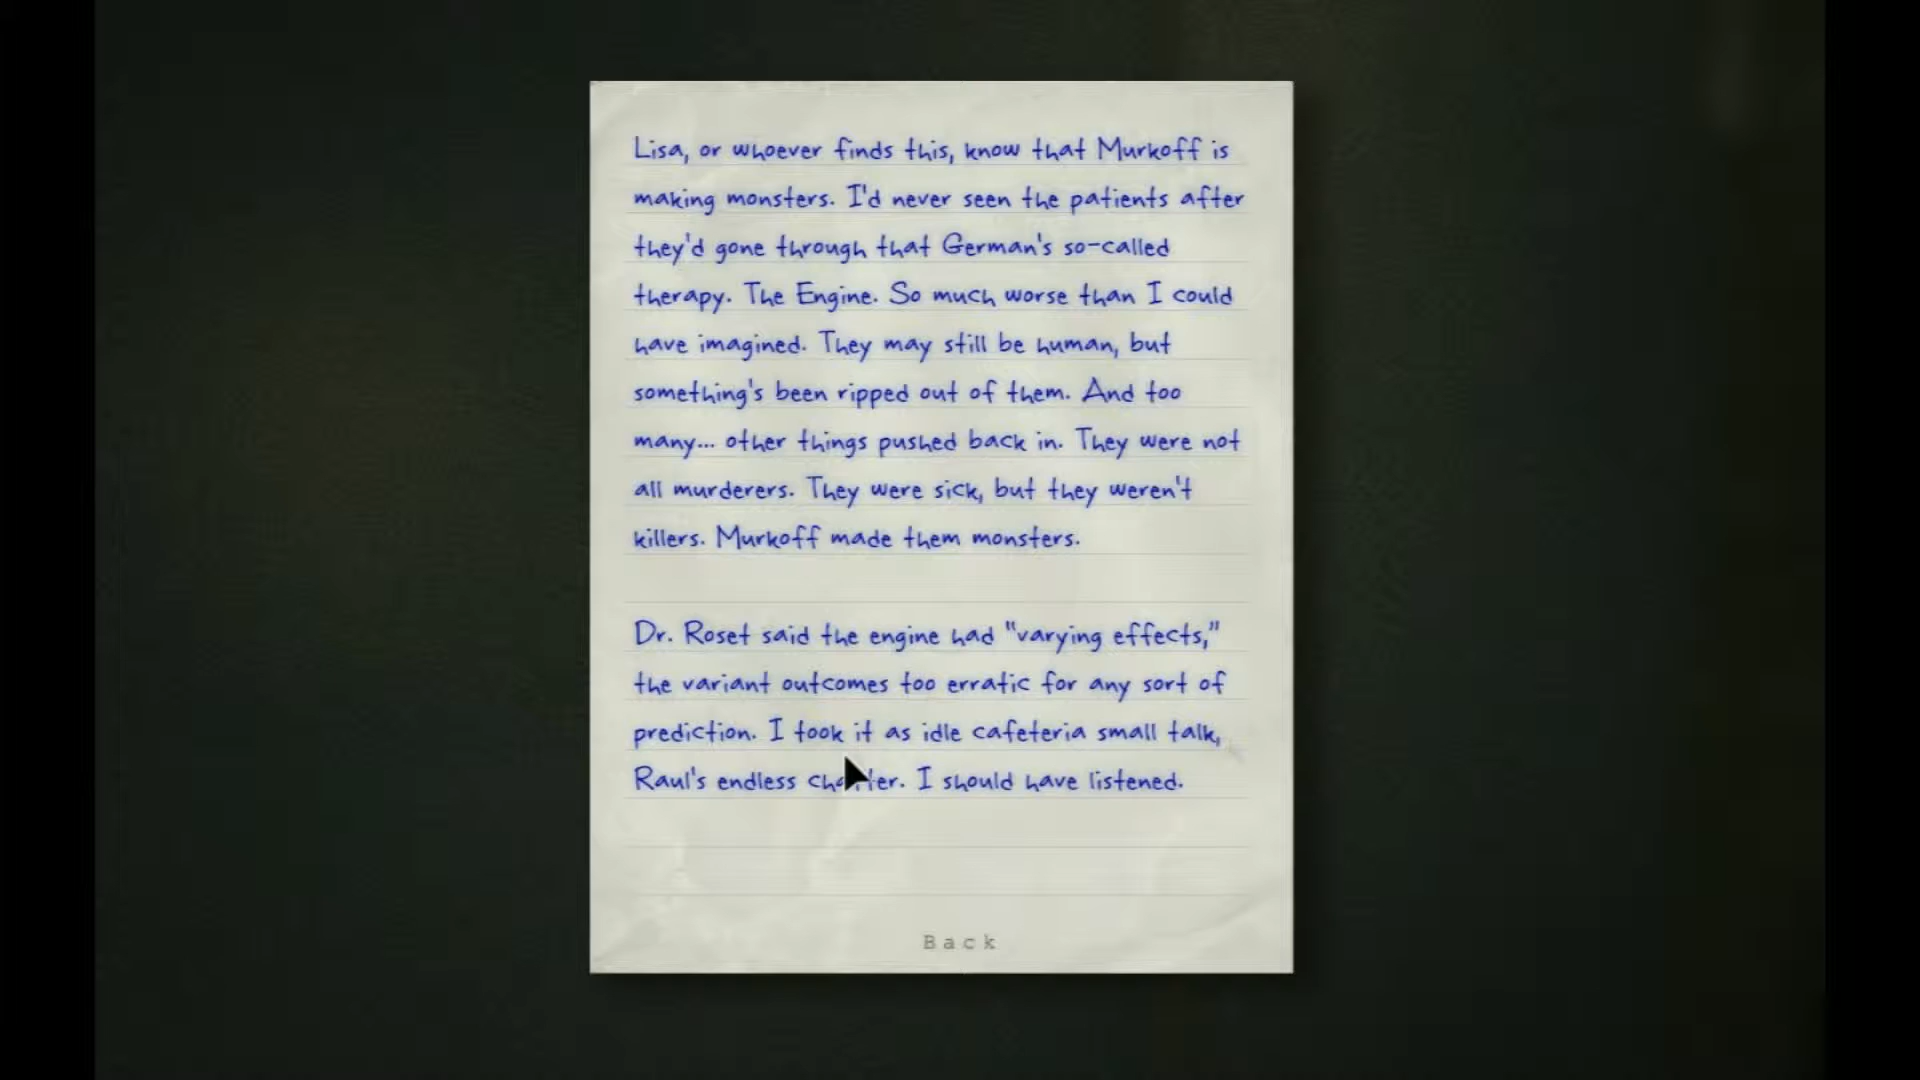 Lisa, or whoever finds this, know that Murkoff is
making monsters. I'd never seen the patients after
they'd gone through that German's so-called
therapy. The Engine. So much worse than I could
have imagined. They may still be human, but
something's been ripped out of them. And too
many... other things pushed back in. They were not
all murderers. They were sick, but they weren't
killers. Murkoff made them monsters.
Dr. Roset said the engine had "varying effects,"
the variant outcomes too erratic for any sort of
prediction. I took it as idle cafeteria small talk,
Raul's endless chatter. I should have listened.
Back